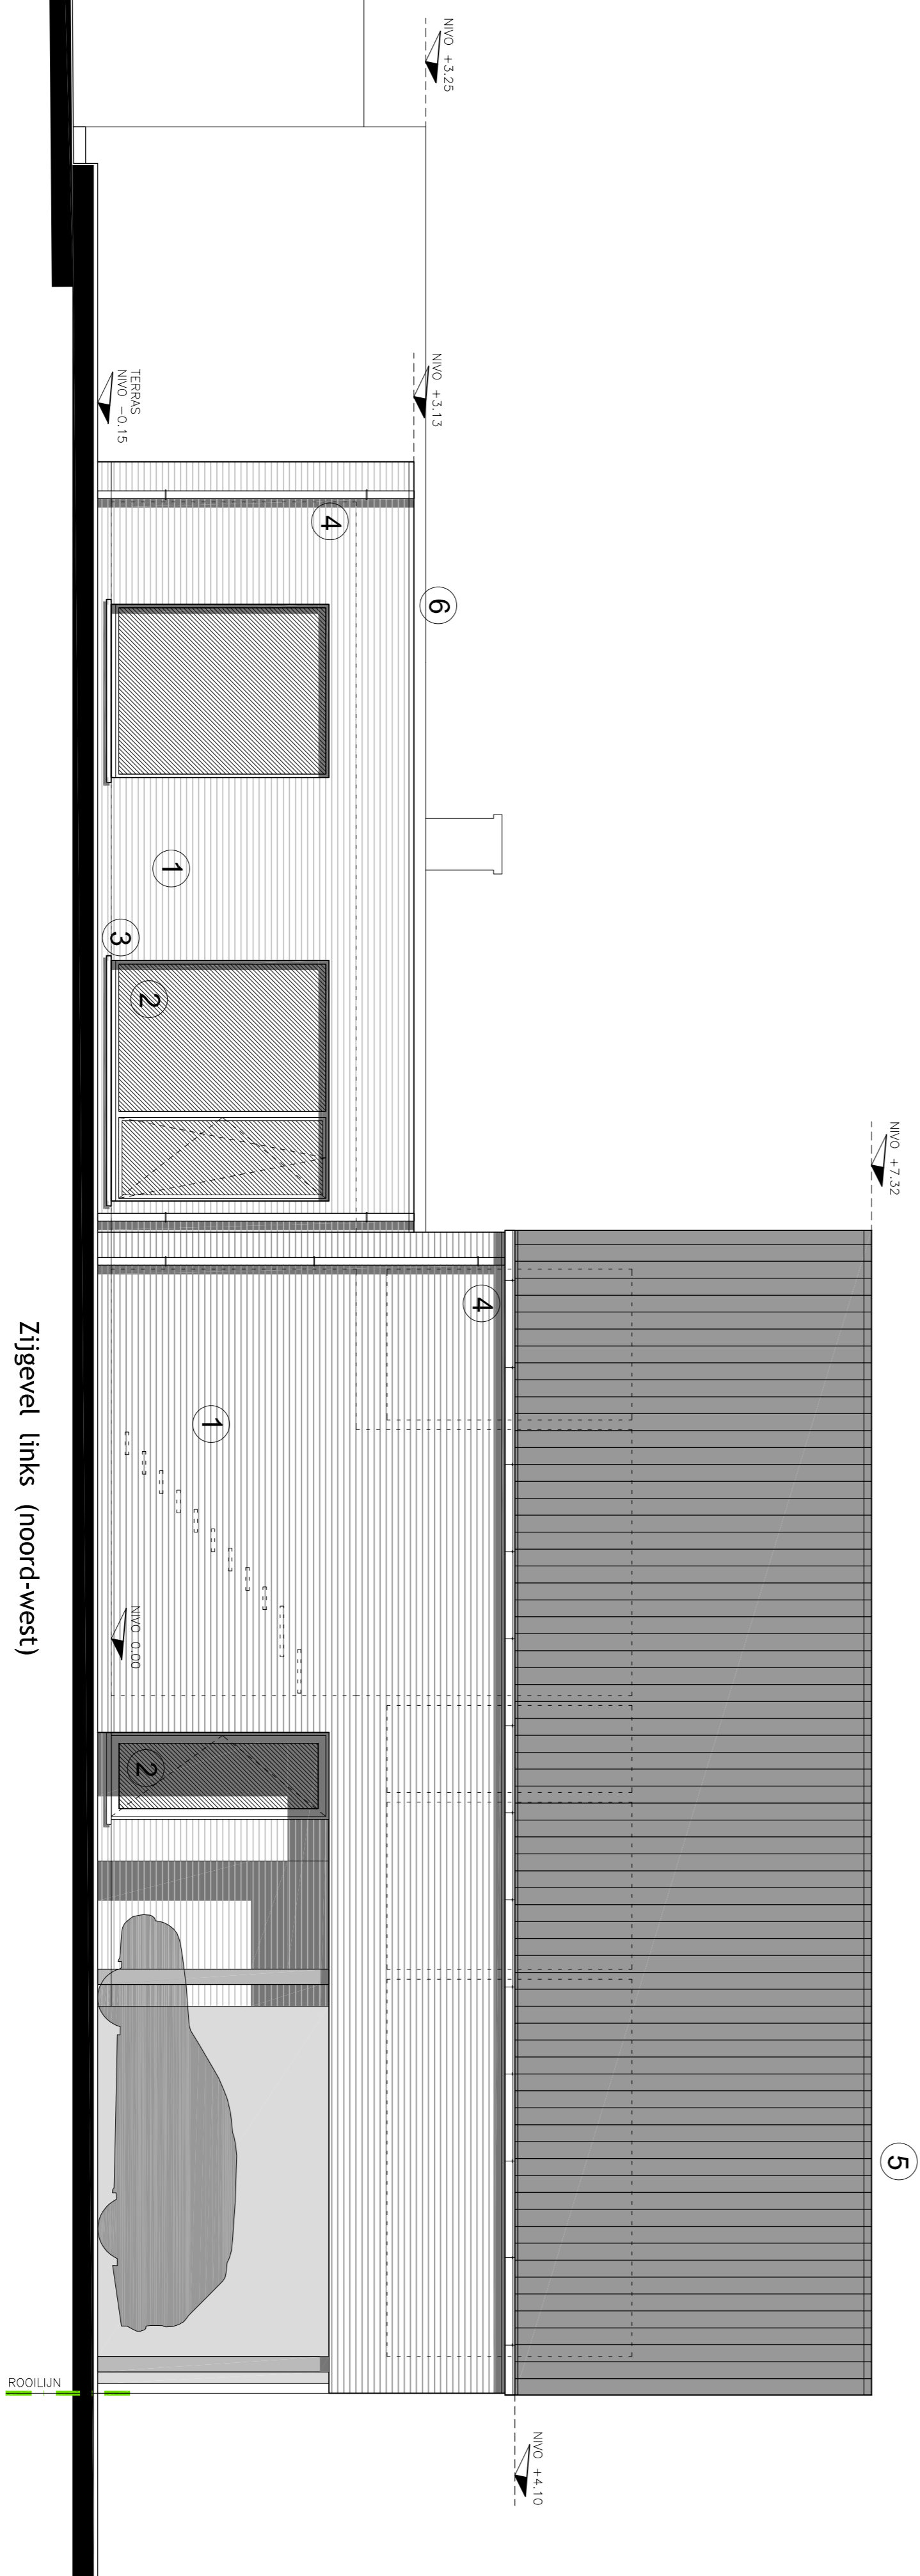 NIVO +3.25
NIVO +3.13
TERRAS
NIVO -0.15
4
6
1
3
2
NIVO +7.32
4
1
NIVO 0.00
2
5
NIVO +4.10
ROOILIJN
Zijgevel links (noord-west)